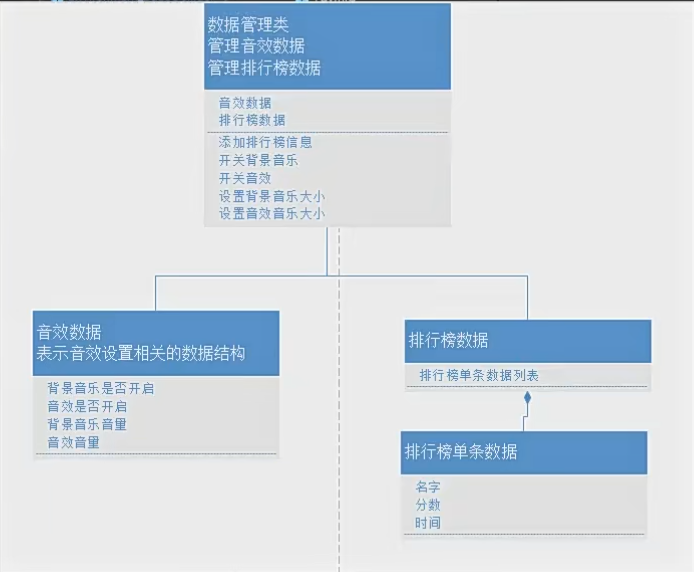 数据管理类
管理音效数据
管理排行榜数据
音效数据
排行榜数据
添加排行榜信息
开关背景音乐
开关音效
设置背景音乐大小
设置音效音乐大小
音效数据
表示音效设置相关的数据结构
背景音乐是否开启
音效是否开启
背景音乐音量
音效音量
排行榜数据
排行榜单条数据列表
排行榜单条数据
名字
分数
时间